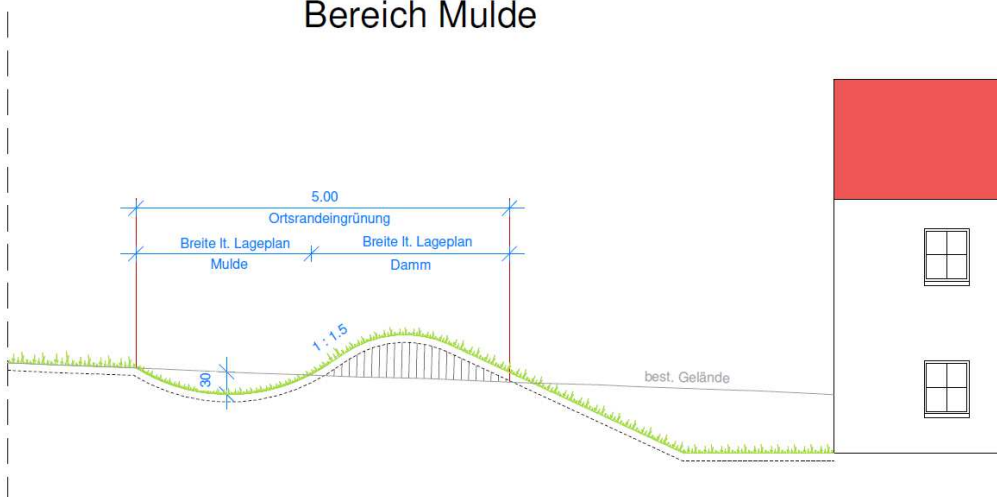 Bereich Mulde
5.00
Ortsrandeingrünung
Breite lt. Lageplan
Mulde
Breite lt. Lageplan
Damm
1 : 1.5
30
best. Gelände